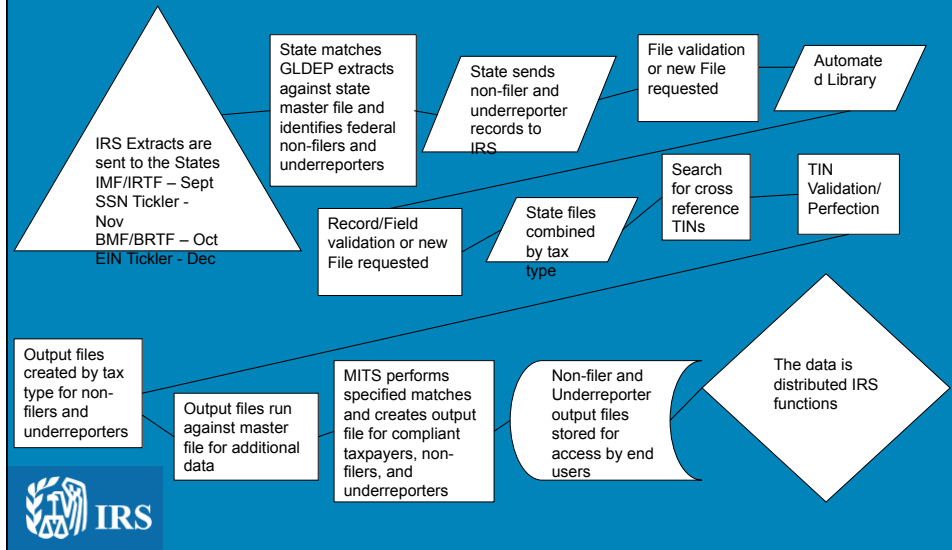 IRS Extracts are
sent to the States
IMF/IRTF – Sept
SSN Tickler -
Nov
BMF/BRTF – Oct
EIN Tickler - Dec
State matches
GLDEP extracts
against state
master file and
identifies federal
non-filers and
underreporters
State sends
non-filer and
underreporter
records to
IRS
File validation
or new File
requested
Automate
d Library
Record/Field
validation or new
File requested
State files
combined
by tax
type
Search
for cross
reference
TINs
TIN
Validation/
Perfection
Output files
created by tax
type for non-
filers and
underreporters
Output files run
against master
file for additional
data
MITS performs
specified matches
and creates output
file for compliant
taxpayers, non-
filers, and
underreporters
Non-filer and
Underreporter
output files
stored for
access by end
users
The data is
distributed IRS
functions
IRS